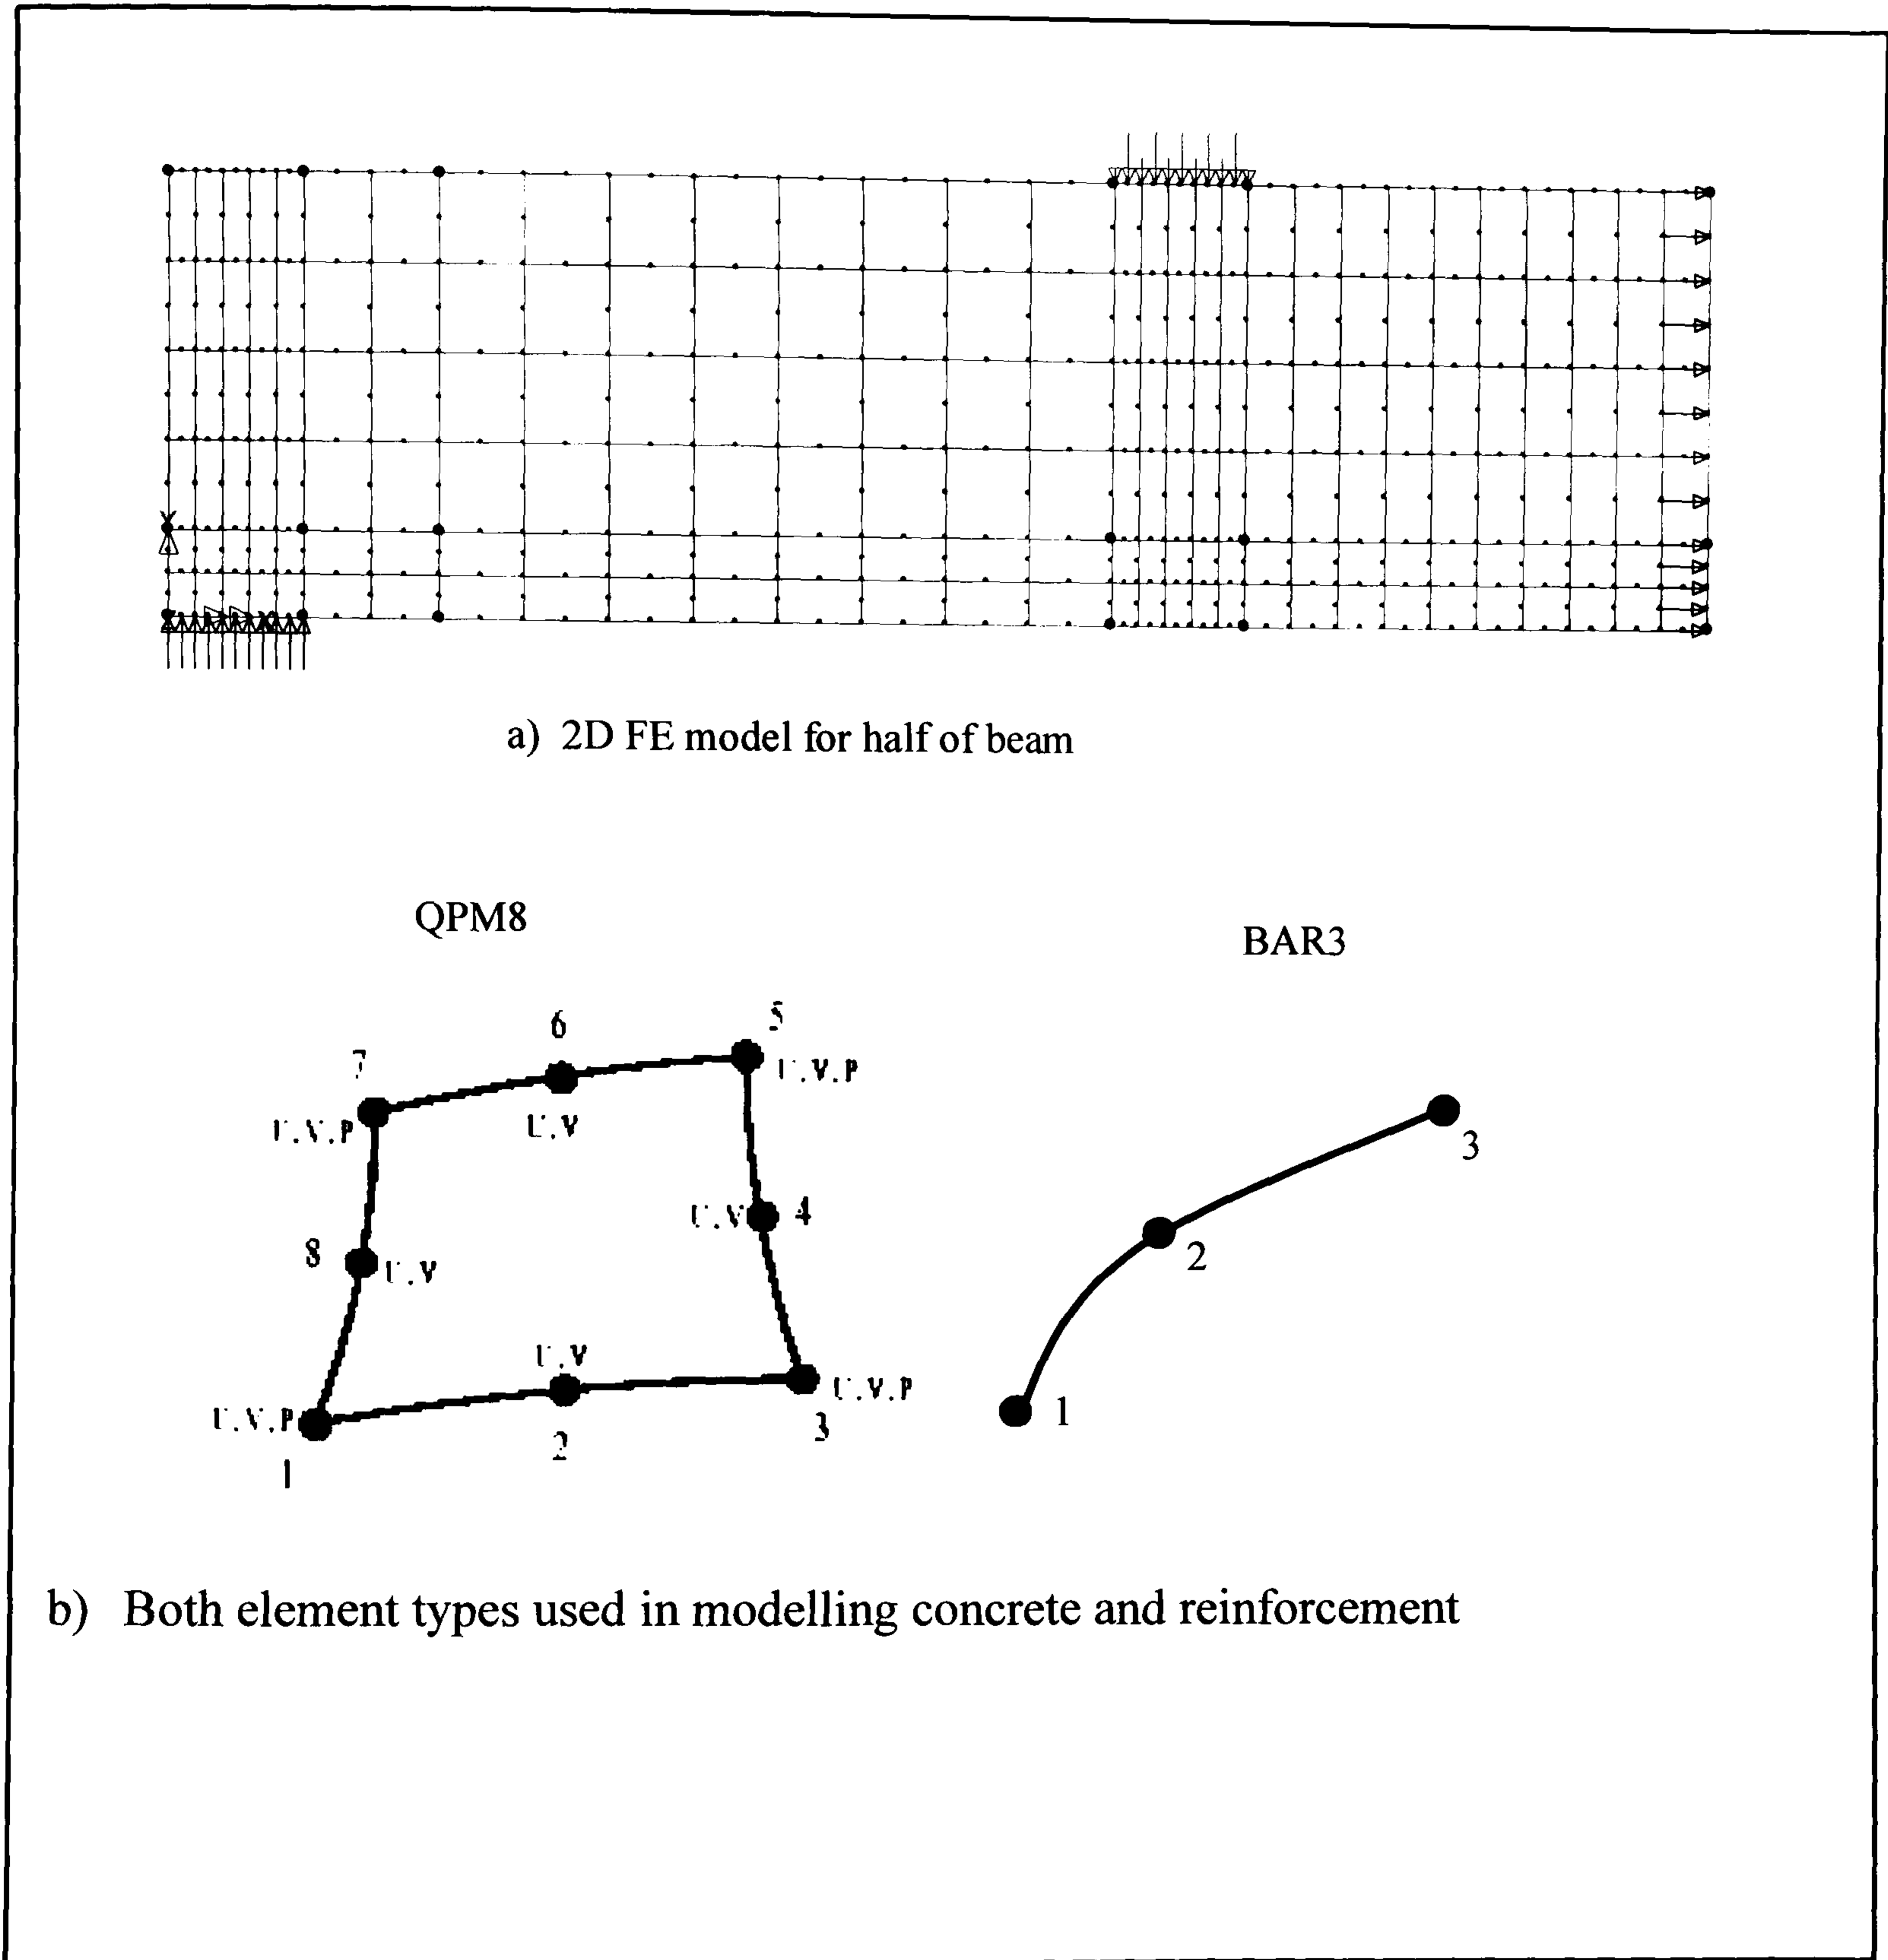 a) 2D FE model for half of beam
QPM8
BAR3
5
6
7
U.V.P
U.V.P
U.V
3
U.V
4
2
8
U.V
U.V
U.V.P
U.V.P
1
3
2
1
b) Both element types used in modelling concrete and reinforcement